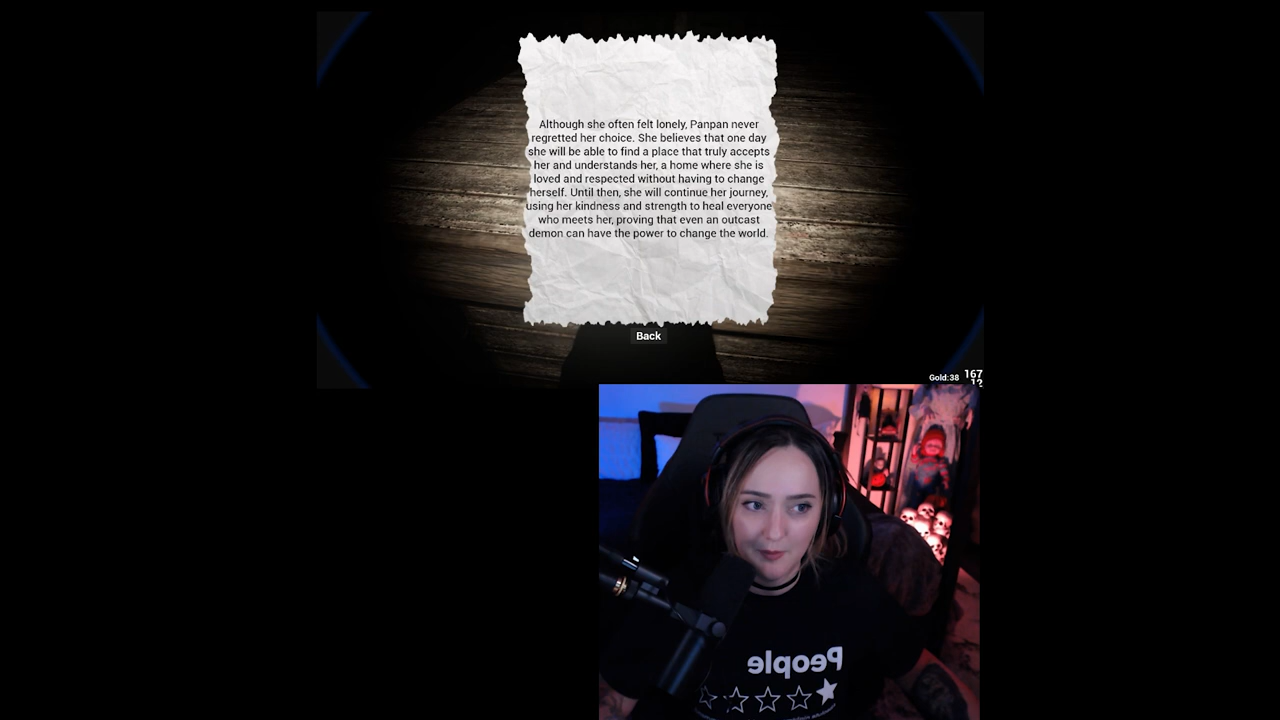 Although she often felt lonely, Panpan never
regretted her choice. She believes that one day
she will be able to find a place that truly accepts
her and understands her, a home where she is
loved and respected without having to change
herself. Until then, she will continue her journey,
using her kindness and strength to heal everyone
who meets her, proving that even an outcast
demon can have the power to change the world.
Back
Gold:38
167
12
People